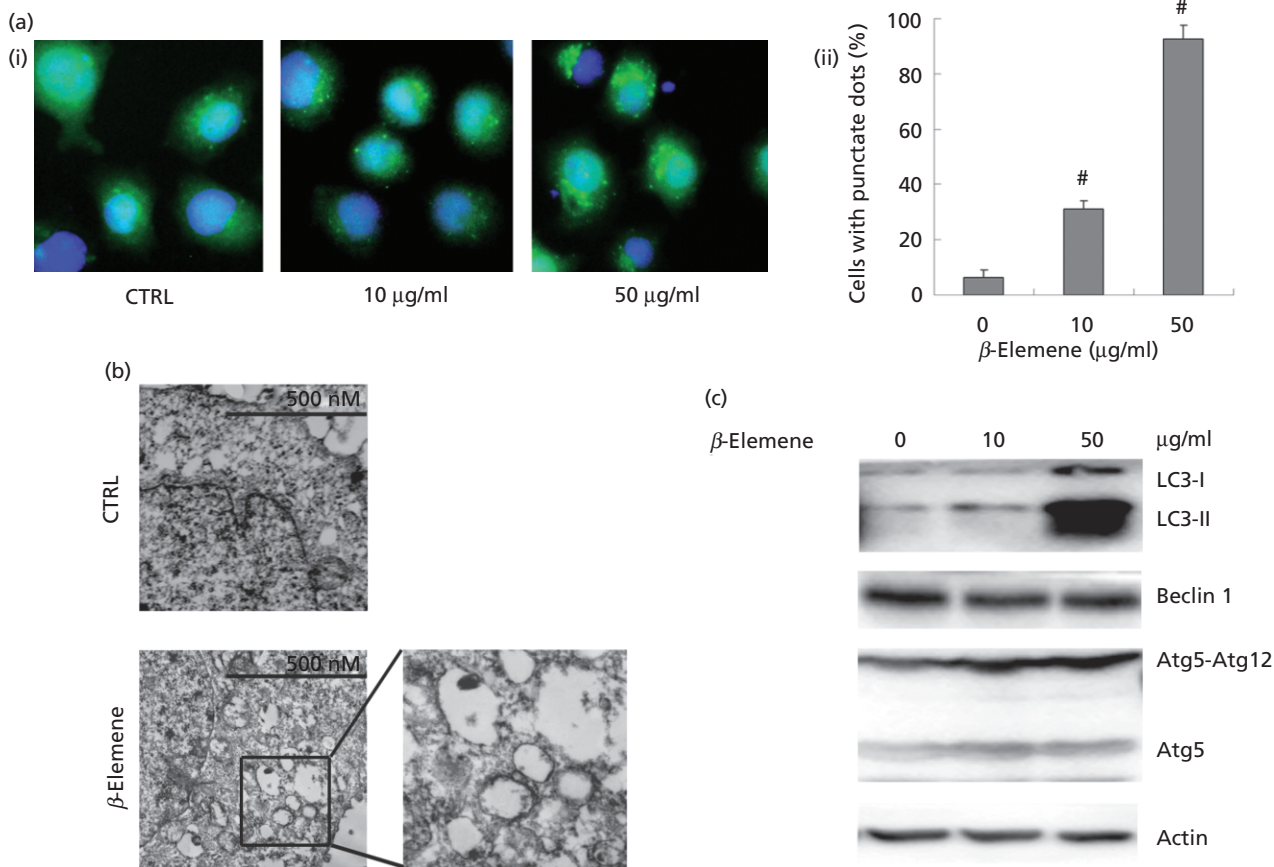 (a)
(i)
CTRL
10 μg/ml
50 μg/ml
(ii)
Cells with punctate dots (%)
100
80
60
40
20
0
#
#
0 10 50
β-Elemene (μg/ml)
(b)
CTRL
500 nM
β-Elemene
500 nM
(c)
β-Elemene 0 10 50 μg/ml
LC3-I
LC3-II
Beclin 1
Atg5-Atg12
Atg5
Actin